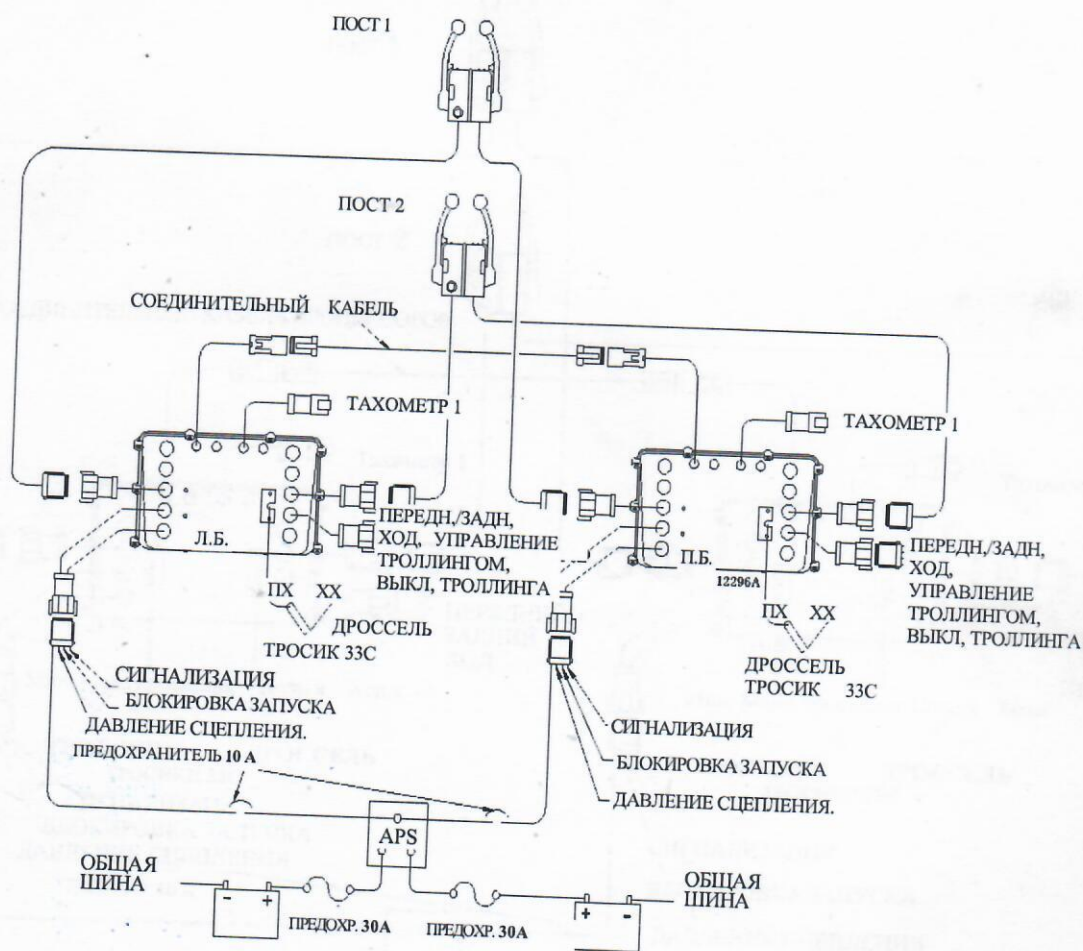 ПОСТ 1
ПОСТ 2
СОЕДИНИТЕЛЬНЫЙ КАБЕЛЬ
ТАХОМЕТР 1
ТАХОМЕТР 1
Л.Б.
ПЕРЕДН./ЗАДН,
ХОД, УПРАВЛЕНИЕ
ТРОЛЛИНГОМ,
ВЫКЛ, ТРОЛЛИНГА
П.Б.
12296A
ПЕРЕДН./ЗАДН,
ХОД,
УПРАВЛЕНИЕ
ТРОЛЛИНГОМ,
ВЫКЛ, ТРОЛЛИНГА
ПХ ХХ
ДРОССЕЛЬ
ТРОСИК 33С
ПХ ХХ
ДРОССЕЛЬ
ТРОСИК 33С
СИГНАЛИЗАЦИЯ
БЛОКИРОВКА ЗАПУСКА
ДАВЛЕНИЕ СЦЕПЛЕНИЯ.
ПРЕДОХРАНИТЕЛЬ 10 А
СИГНАЛИЗАЦИЯ
БЛОКИРОВКА ЗАПУСКА
ДАВЛЕНИЕ СЦЕПЛЕНИЯ.
APS
ОБЩАЯ
ШИНА
- +
ПРЕДОХР. 30А
ПРЕДОХР. 30А
ОБЩАЯ
ШИНА
+ -